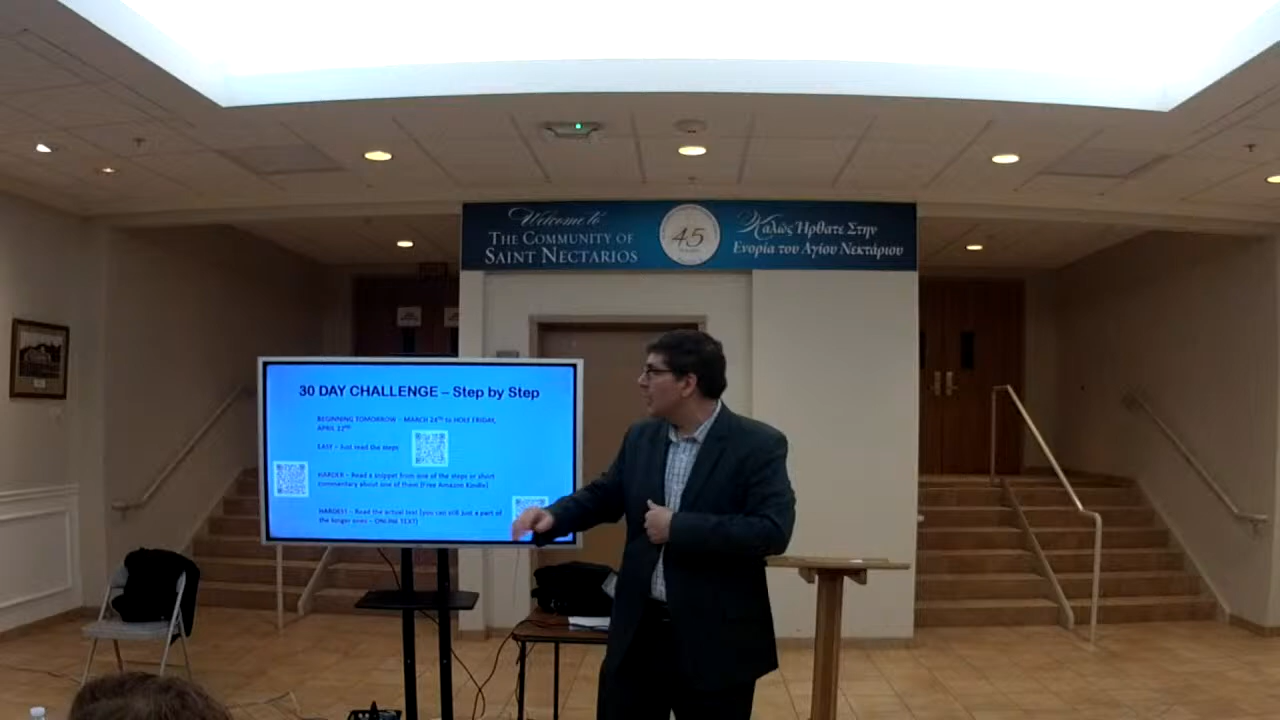 Welcome to
THE COMMUNITY OF
SAINT NECTARIOS
45
Καλῶς Ἤρθατε Στην
Ενορία του Αγίου Νεκτάριου
30 DAY CHALLENGE – Step by Step
BEGINNING TOMORROW – MARCH 24TH to HOLY FRIDAY,
APRIL 22ND
EASY – Just read the steps
HARDER – Read a snippet from one of the steps or short
commentary about one of them (Free Amazon Kindle)
HARDEST – Read the actual text (you can still just a part of
the longer ones – ONLINE TEXT)